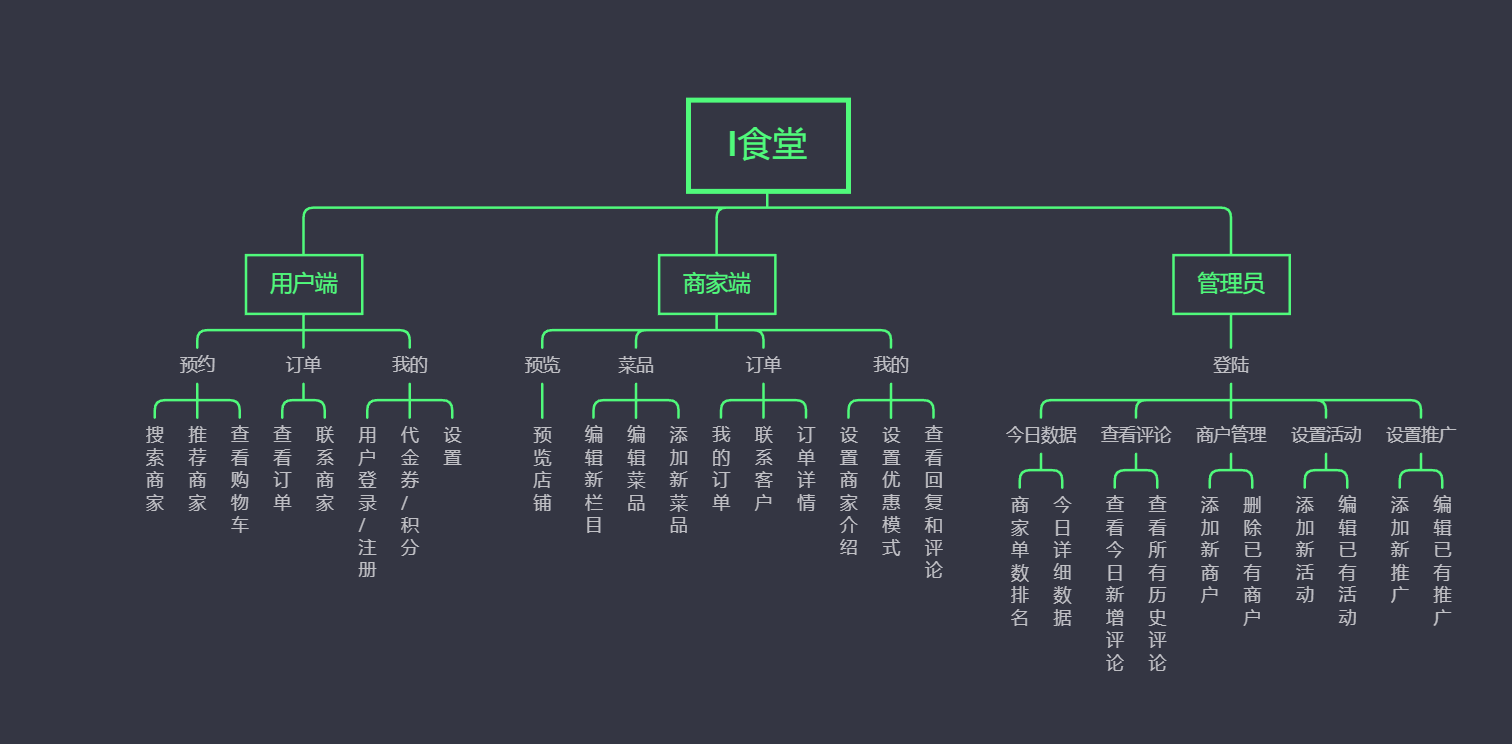 I食堂
用户端
商家端
管理员
预约
订单
我的
预览
菜品
订单
我的
登陆
搜索商家
推荐商家
查看购物车
查看订单
联系商家
用户登录/注册
代金券/积分
设置
预览店铺
编辑新栏目
编辑菜品
添加新菜品
我的订单
联系客户
订单详情
设置商家介绍
设置优惠模式
查看回复和评论
今日数据
查看评论
商户管理
设置活动
设置推广
商家单数排名
今日详细数据
查看今日新增评论
查看所有历史评论
添加新商户
删除已有商户
添加新活动
编辑已有活动
添加新推广
编辑已有推广